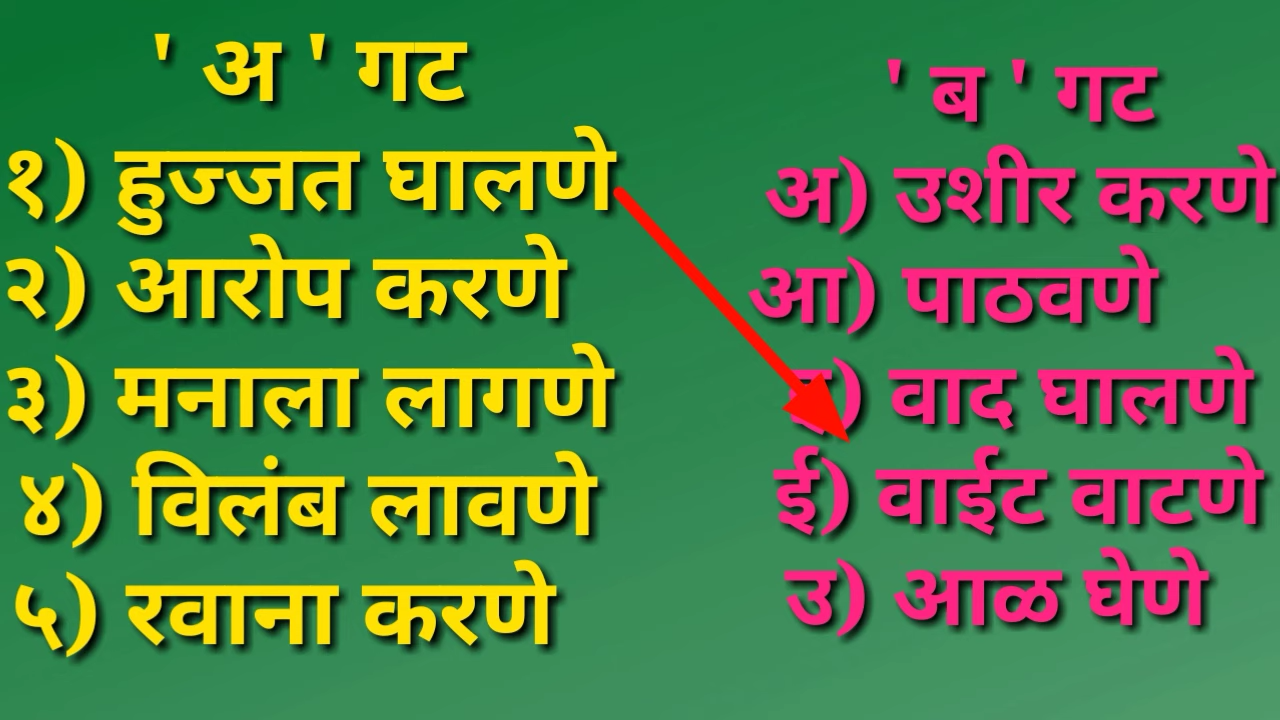 ' अ ' गट
१) हुज्जत घालणे
२) आरोप करणे
३) मनाला लागणे
४) विलंब लावणे
५) रवाना करणे
' ब ' गट
अ) उशीर करणे
आ) पाठवणे
) वाद घालणे
ई) वाईट वाटणे
उ) आळ घेणे